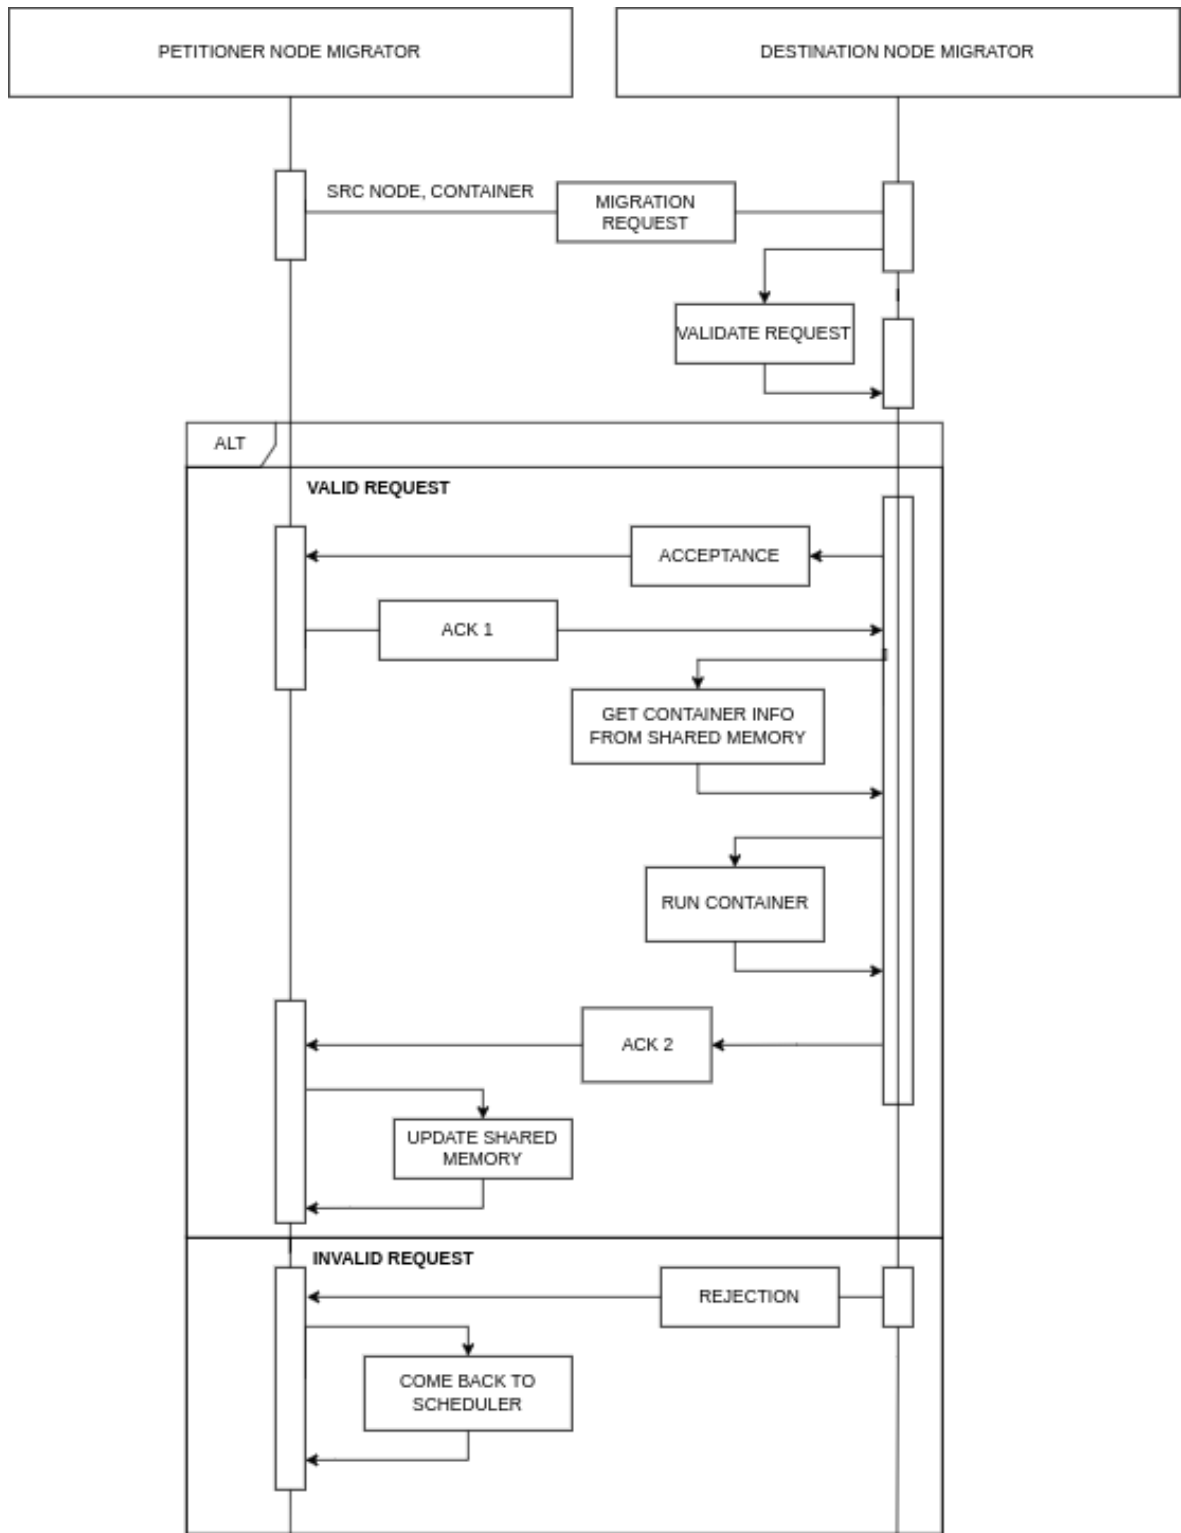 PETITIONER NODE MIGRATOR
DESTINATION NODE MIGRATOR
SRC NODE, CONTAINER
MIGRATION
REQUEST
VALIDATE REQUEST
ALT
VALID REQUEST
ACCEPTANCE
ACK 1
GET CONTAINER INFO
FROM SHARED MEMORY
RUN CONTAINER
ACK 2
UPDATE SHARED
MEMORY
INVALID REQUEST
REJECTION
COME BACK TO
SCHEDULER